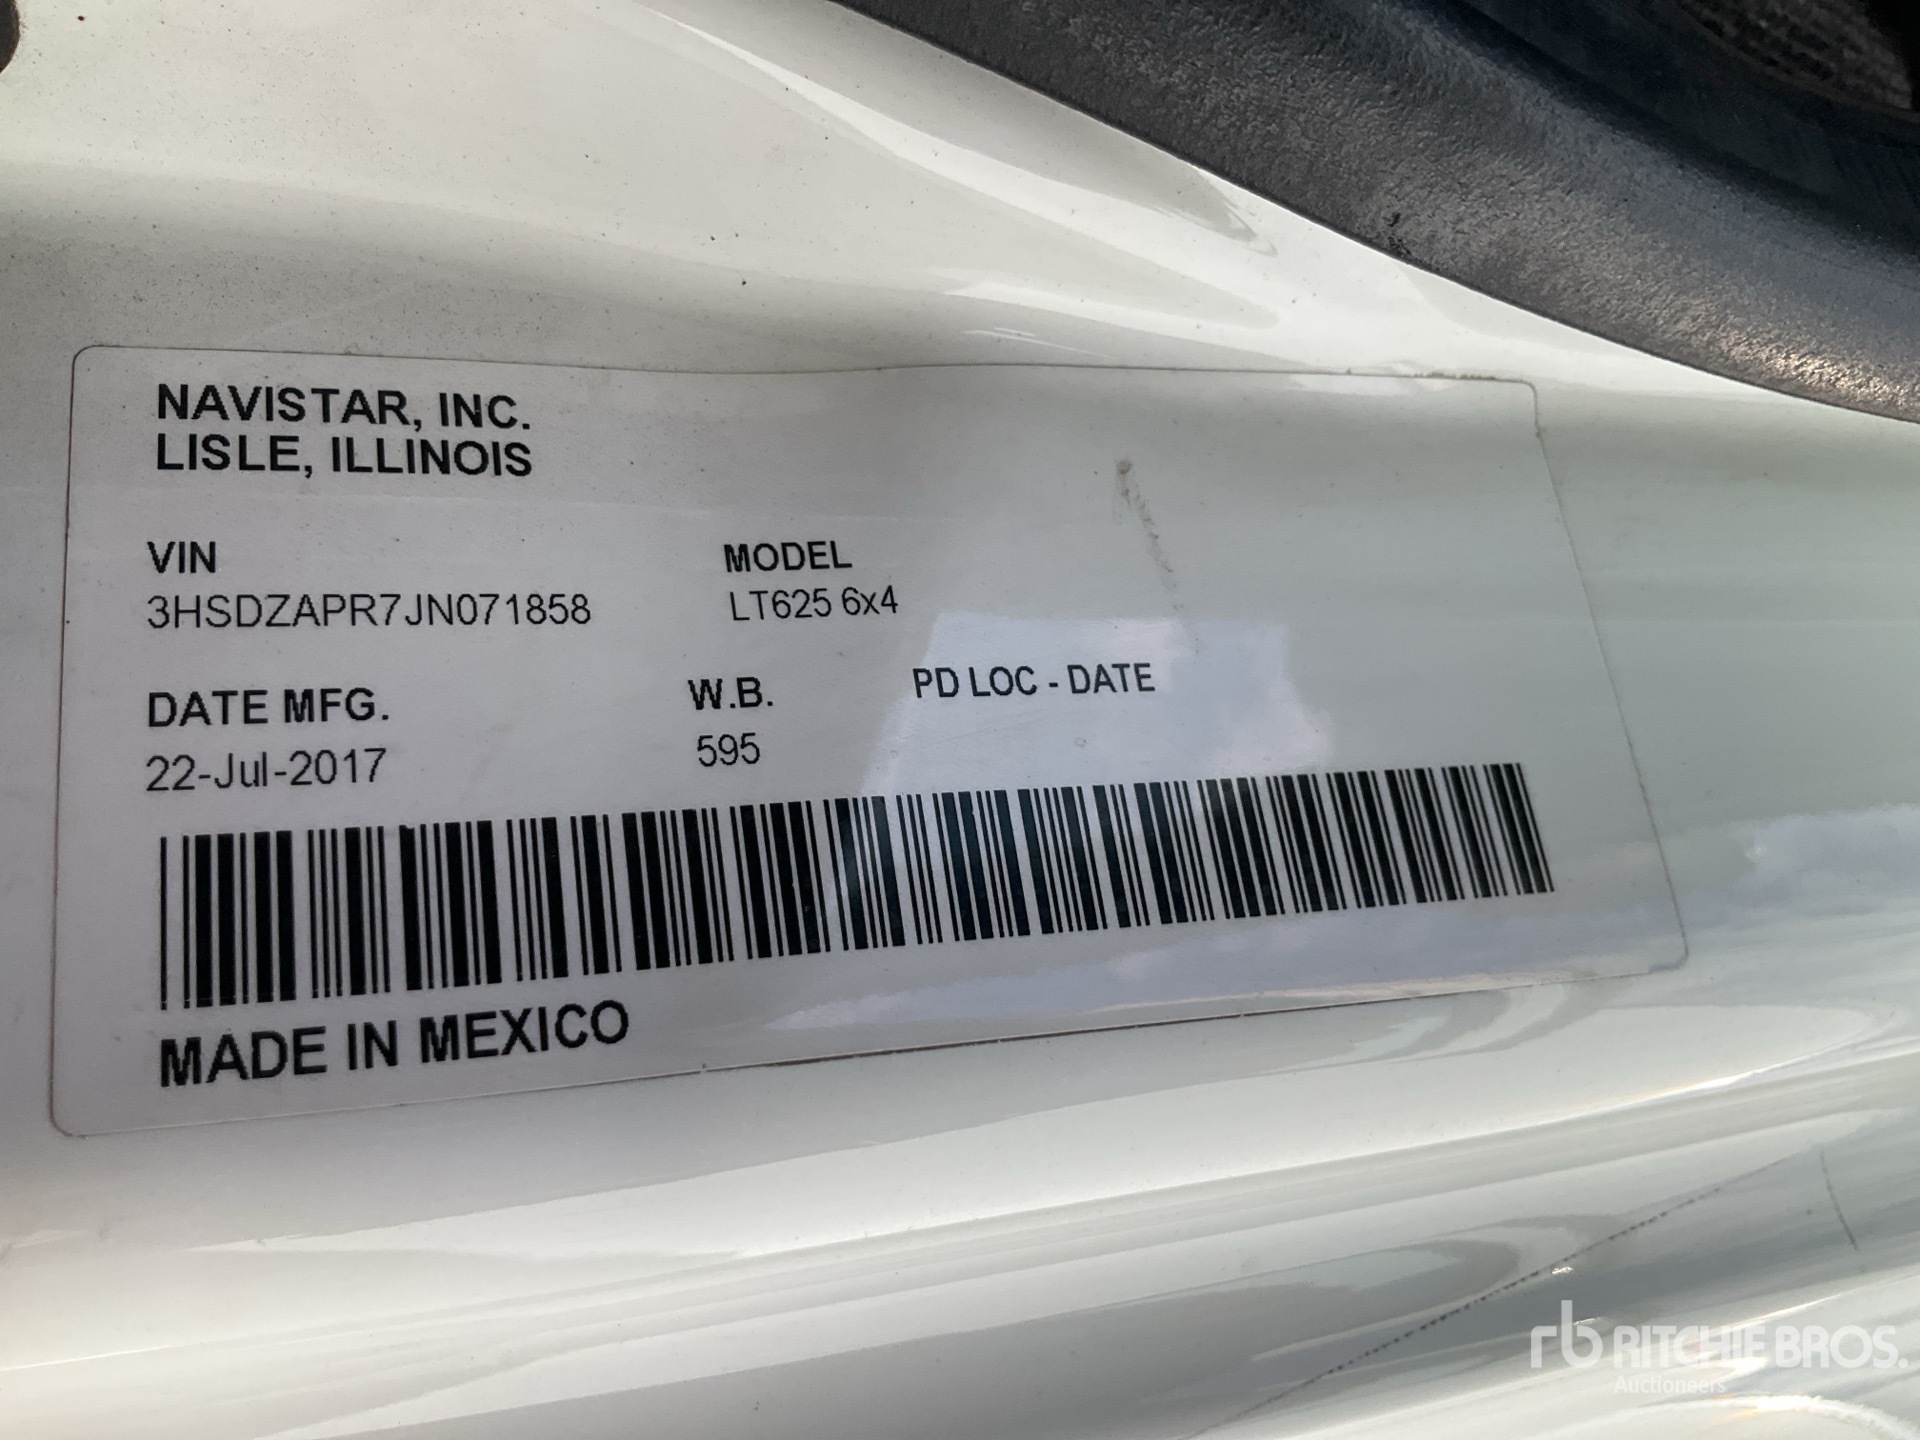 NAVISTAR, INC.
LISLE, ILLINOIS
VIN MODEL
3HSDZAPR7JN071858 LT625 6x4
DATE MFG. W.B. PD LOC - DATE
22-Jul-2017 595
MADE IN MEXICO
rb RITCHIE BROS.
Auctioneers